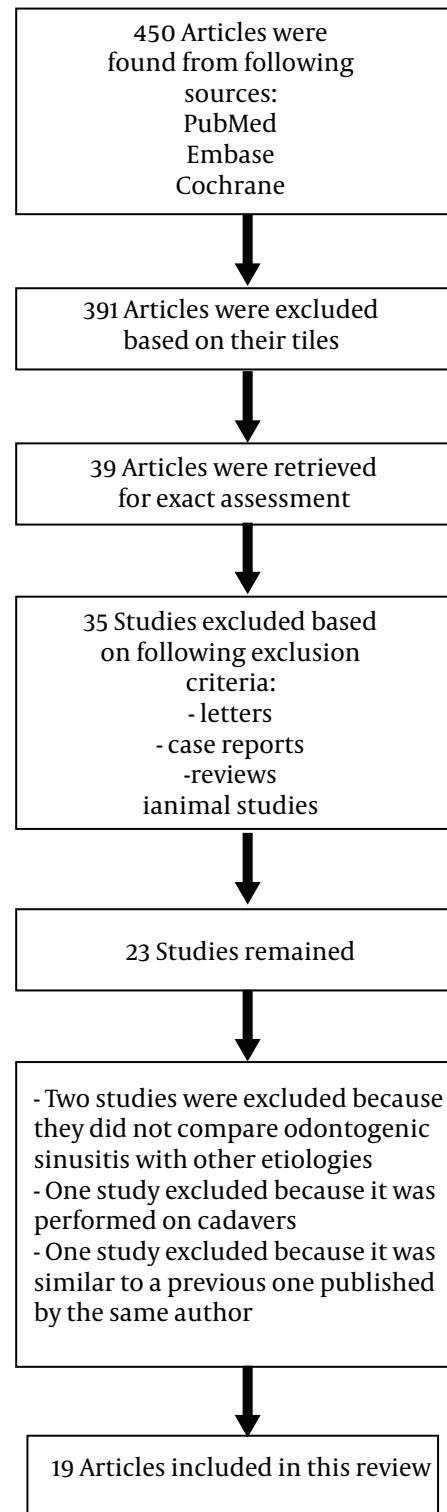 450 Articles were
found from following
sources:
PubMed
Embase
Cochrane
391 Articles were excluded
based on their tiles
39 Articles were retrieved
for exact assessment
35 Studies excluded based
on following exclusion
criteria:
- letters
- case reports
-reviews
ianimal studies
23 Studies remained
- Two studies were excluded because
they did not compare odontogenic
sinusitis with other etiologies
- One study excluded because it was
performed on cadavers
- One study excluded because it was
similar to a previous one published
by the same author
19 Articles included in this review